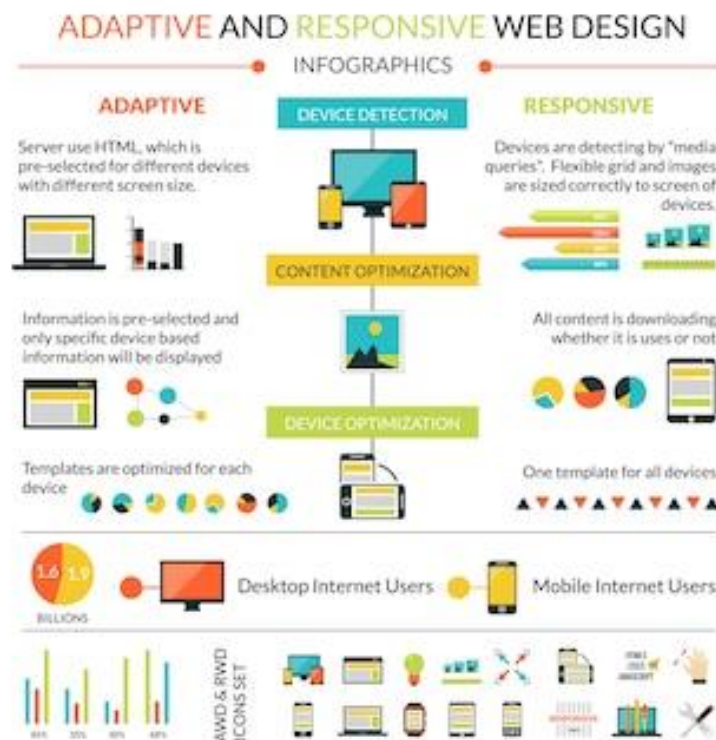 ADAPTIVE AND RESPONSIVE WEB DESIGN
INFOGRAPHICS
ADAPTIVE
DEVICE DETECTION
RESPONSIVE
Server use HTML, which is
pre-selected for different devices
with different screen size.
Devices are detecting by "media
queries". Flexible grid and images
are sized correctly to screen of
devices.
CONTENT OPTIMIZATION
Information is pre-selected and
only specific device based
information will be displayed
All content is downloading
whether it is uses or not
DEVICE OPTIMIZATION
Templates are optimized for each
device
One template for all devices
1.6 1.9
BILLIONS
Desktop Internet Users
Mobile Internet Users
AWD & RWD
ICONS SET
RESPONSIVE